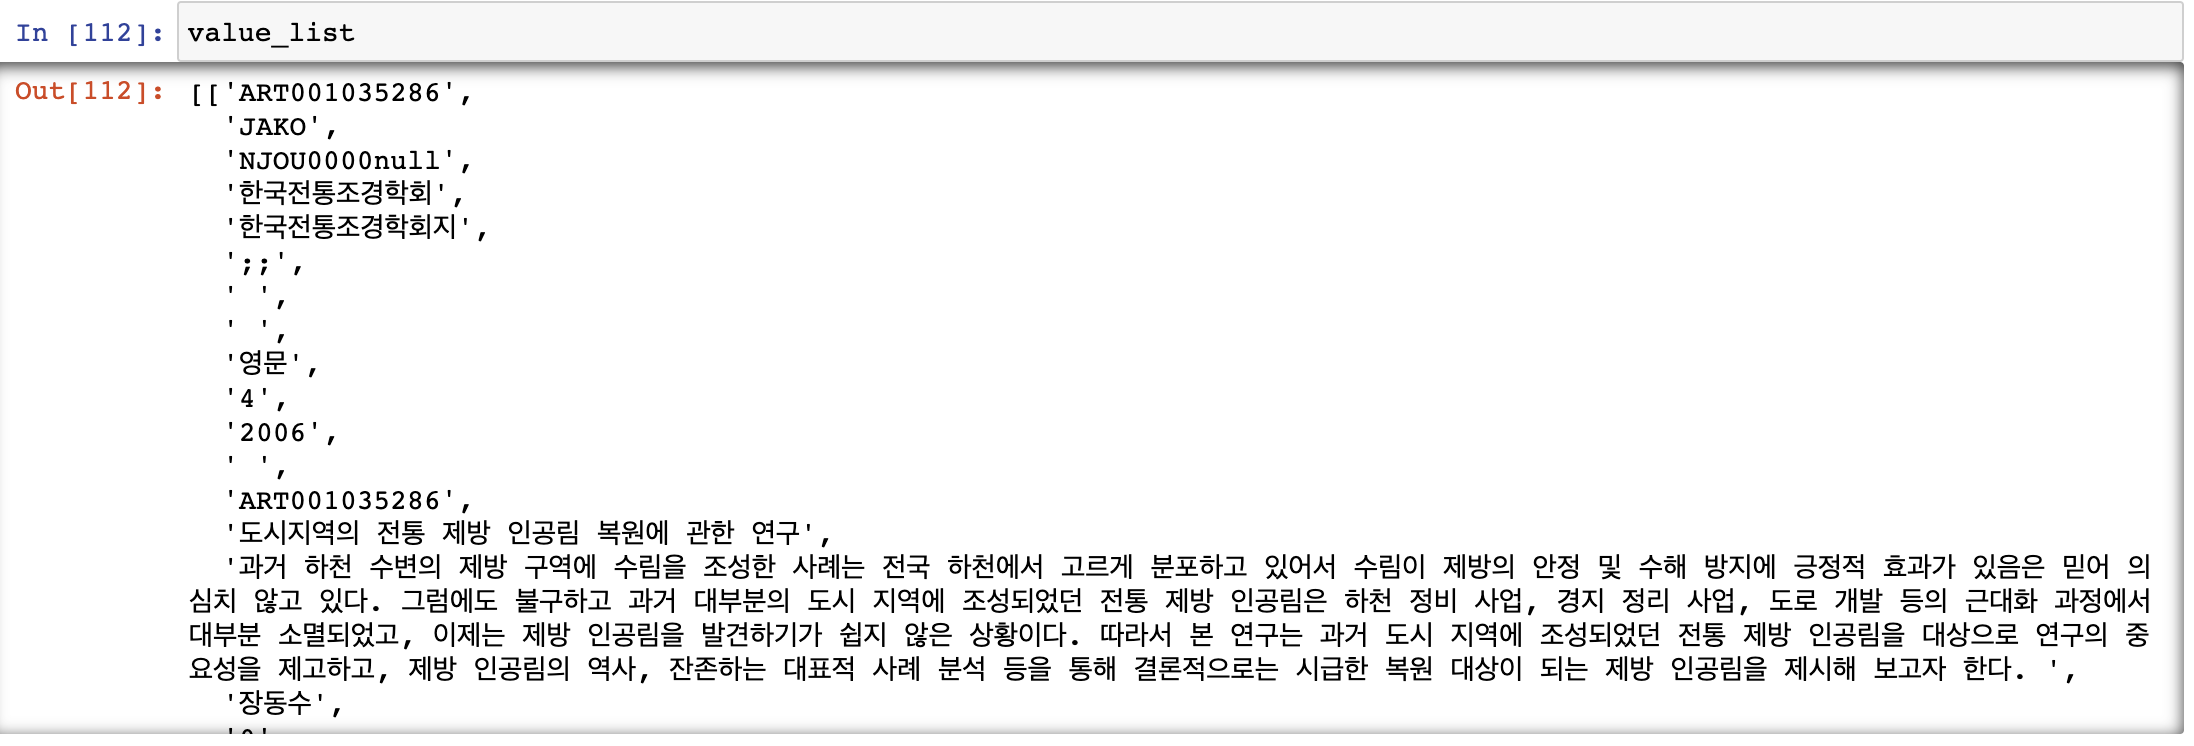 In [112]: value_list
Out[112]: [['ART001035286',
'JAKO',
'NJOU0000null',
'한국전통조경학회',
'한국전통조경학회지',
';;',
' ',
' ',
'영문',
'4',
'2006',
' ',
'ART001035286',
'도시지역의 전통 제방 인공림 복원에 관한 연구',
'과거 하천 수변의 제방 구역에 수림을 조성한 사례는 전국 하천에서 고르게 분포하고 있어서 수림이 제방의 안정 및 수해 방지에 긍정적 효과가 있음은 믿어 의
심치 않고 있다. 그럼에도 불구하고 과거 대부분의 도시 지역에 조성되었던 전통 제방 인공림은 하천 정비 사업, 경지 정리 사업, 도로 개발 등의 근대화 과정에서
대부분 소멸되었고, 이제는 제방 인공림을 발견하기가 쉽지 않은 상황이다. 따라서 본 연구는 과거 도시 지역에 조성되었던 전통 제방 인공림을 대상으로 연구의 중
요성을 제고하고, 제방 인공림의 역사, 잔존하는 대표적 사례 분석 등을 통해 결론적으로는 시급한 복원 대상이 되는 제방 인공림을 제시해 보고자 한다. ',
'장동수',